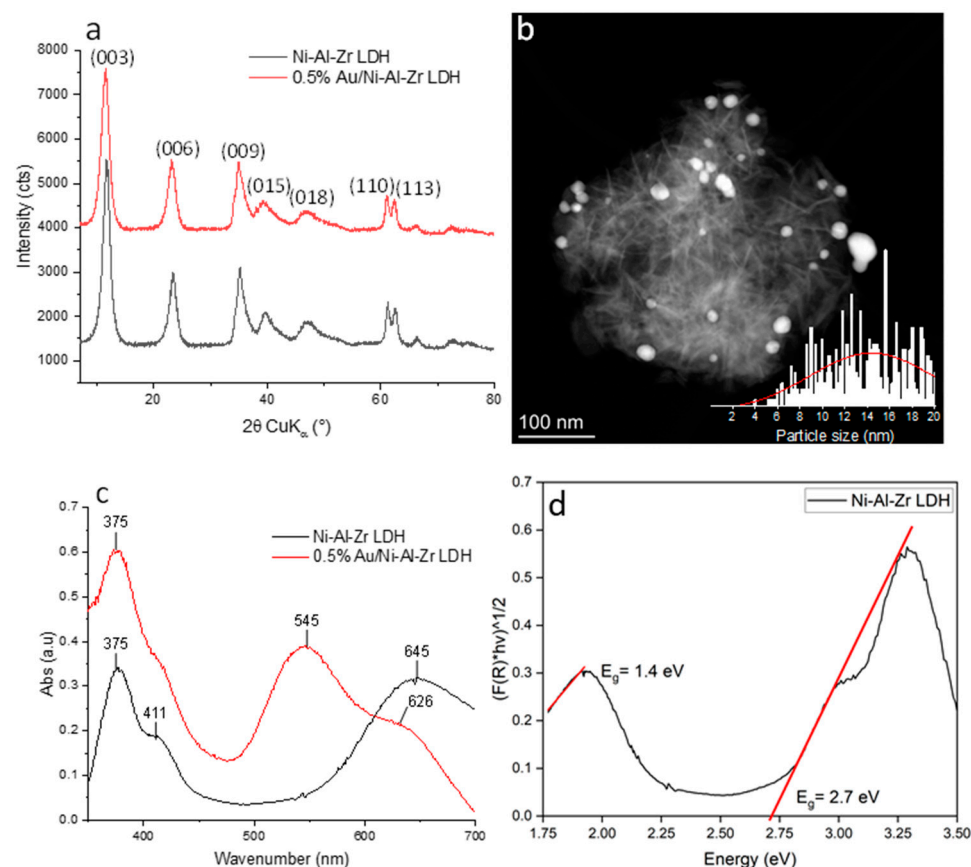 a
Ni-Al-Zr LDH
0.5% Au/Ni-Al-Zr LDH
(003)
(006)
(009)
(015)
(018)
(110)
(113)
8000
7000
6000
5000
4000
3000
2000
1000
Intensity (cts)
20
40
60
80
2θ CuKα (°)
b
100 nm
2 4 6 8 10 12 14 16 18 20
Particle size (nm)
c
Ni-Al-Zr LDH
0.5% Au/Ni-Al-Zr LDH
375
375
411
545
645
626
0.7
0.6
0.5
0.4
0.3
0.2
0.1
0.0
Abs (a.u)
400
500
600
700
Wavenumber (nm)
d
Ni-Al-Zr LDH
Eg= 1.4 eV
Eg= 2.7 eV
0.7
0.6
0.5
0.4
0.3
0.2
0.1
0.0
(F(R)*hv)^1/2
1.75 2.00 2.25 2.50 2.75 3.00 3.25 3.50
Energy (eV)